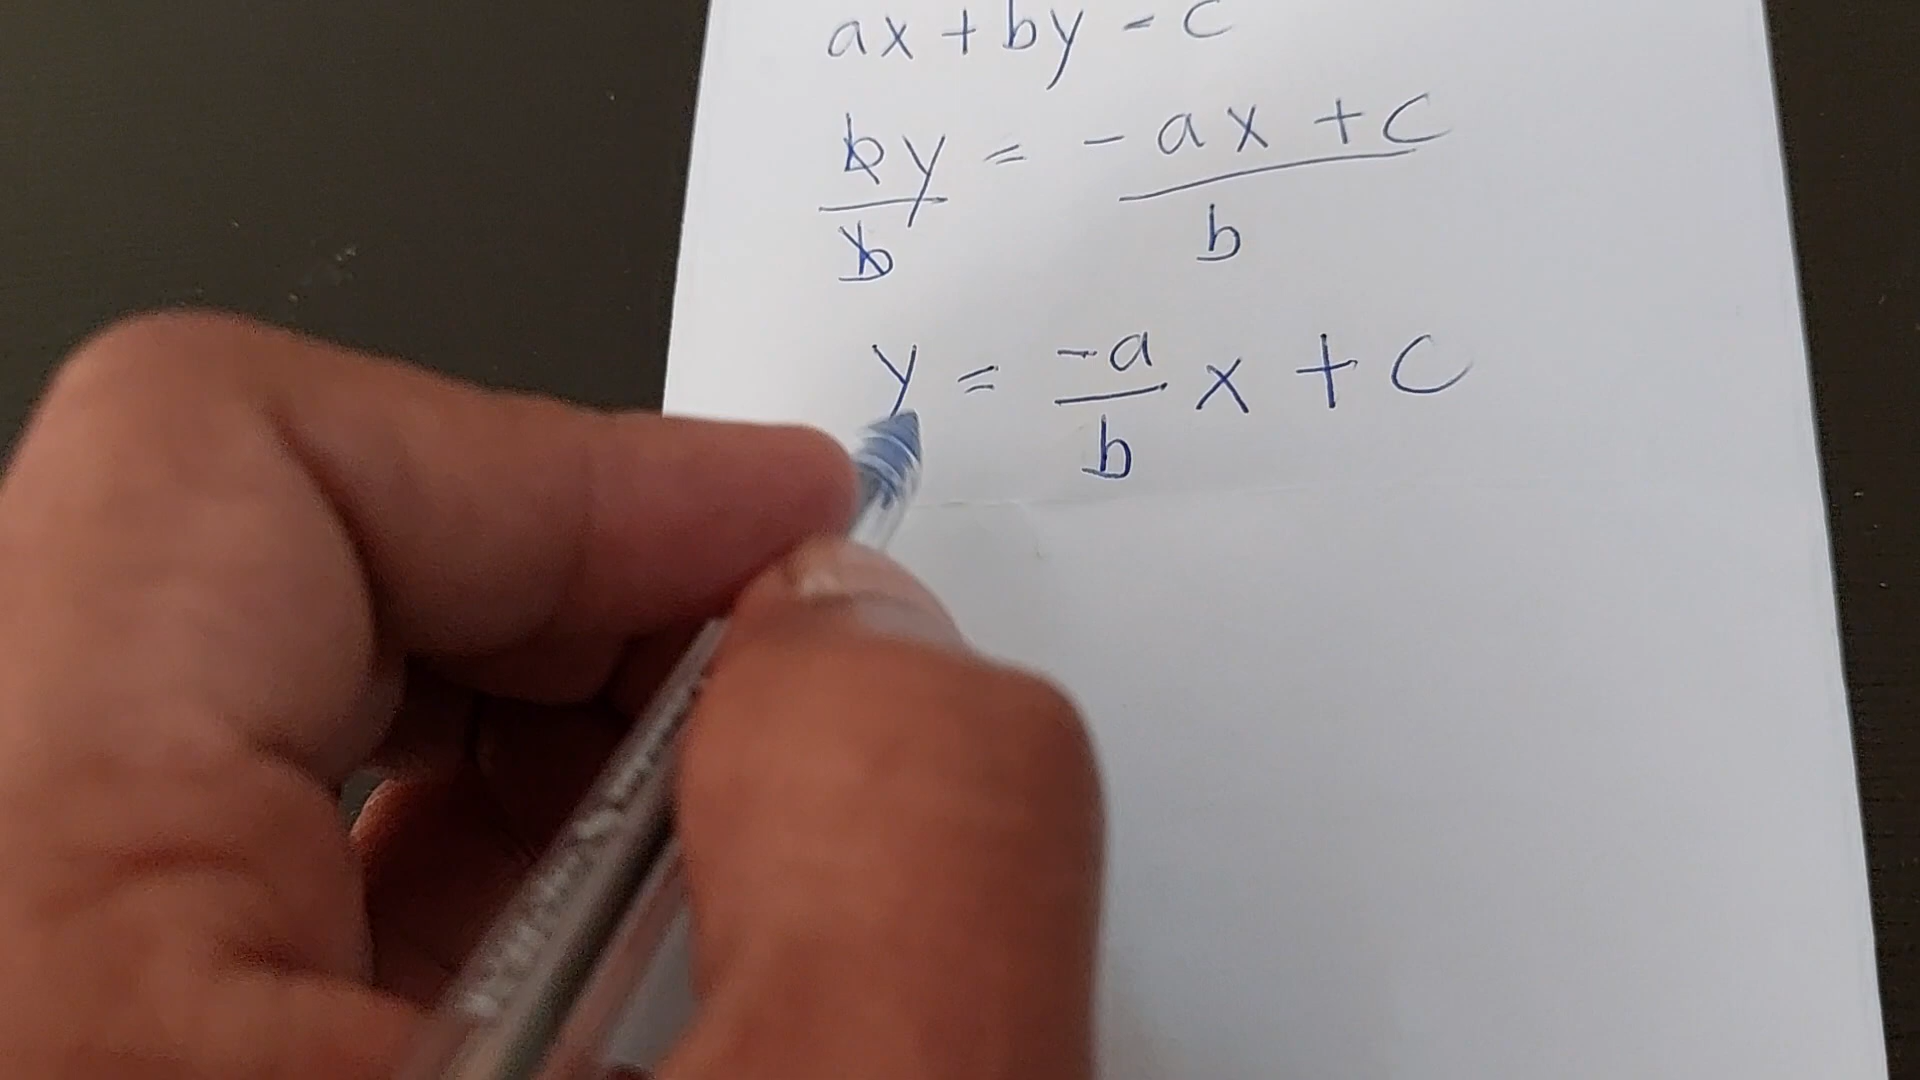 ax + by = c
by = -ax + c
b b
y = -a x + c
b